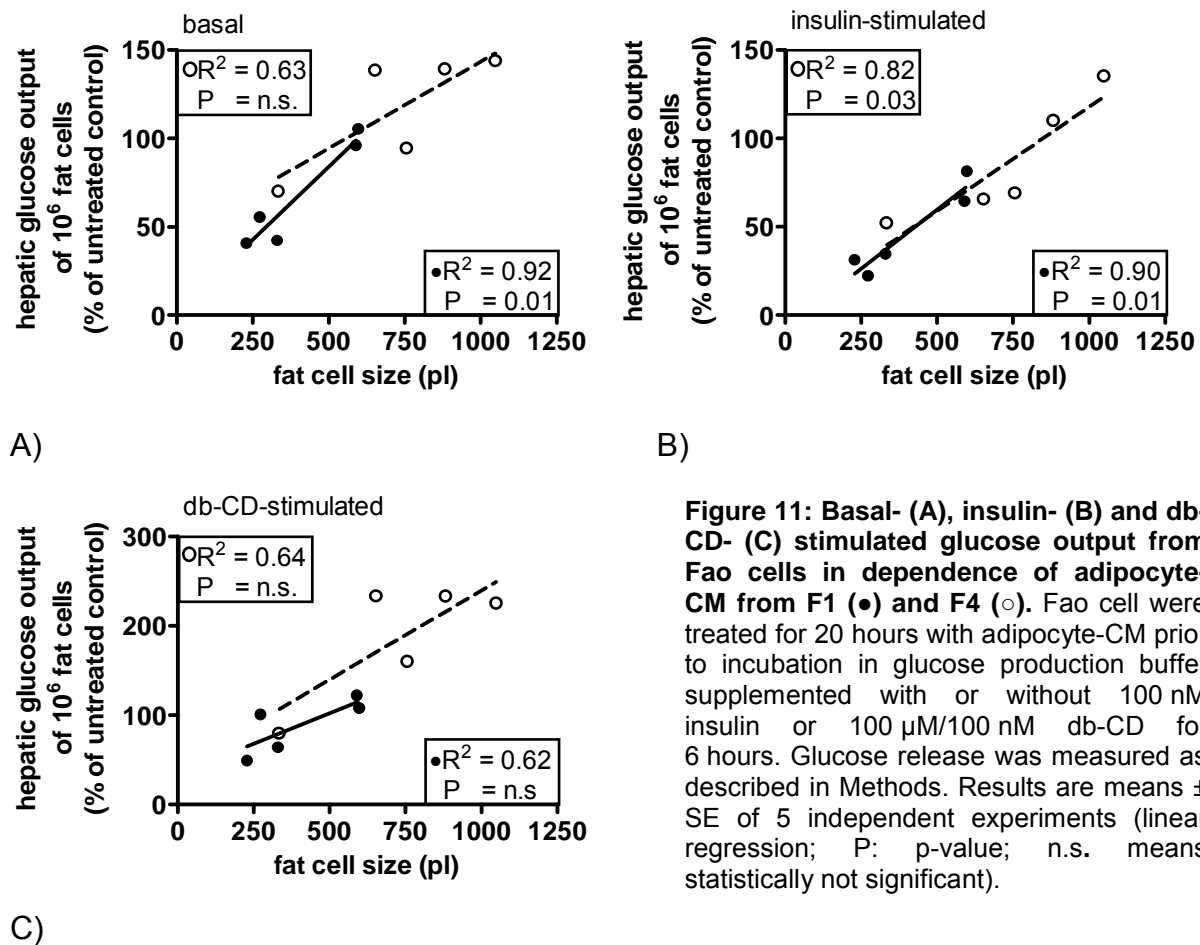 basal
hepatic glucose output
of 10⁶ fat cells
(% of untreated control)
150
100
50
0
○R² = 0.63
P = n.s.
●R² = 0.92
P = 0.01
0 250 500 750 1000 1250
fat cell size (pl)
A)
insulin-stimulated
hepatic glucose output
of 10⁶ fat cells
(% of untreated control)
150
100
50
0
○R² = 0.82
P = 0.03
●R² = 0.90
P = 0.01
0 250 500 750 1000 1250
fat cell size (pl)
B)
db-CD-stimulated
hepatic glucose output
of 10⁶ fat cells
(% of untreated control)
300
200
100
0
○R² = 0.64
P = n.s.
●R² = 0.62
P = n.s
0 250 500 750 1000 1250
fat cell size (pl)
C)
Figure 11: Basal- (A), insulin- (B) and db-
CD- (C) stimulated glucose output from
Fao cells in dependence of adipocyte-
CM from F1 (●) and F4 (○). Fao cell were
treated for 20 hours with adipocyte-CM prio
to incubation in glucose production buffe
supplemented with or without 100 nM
insulin or 100 µM/100 nM db-CD fo
6 hours. Glucose release was measured as
described in Methods. Results are means ±
SE of 5 independent experiments (linea
regression; P: p-value; n.s. means
statistically not significant).